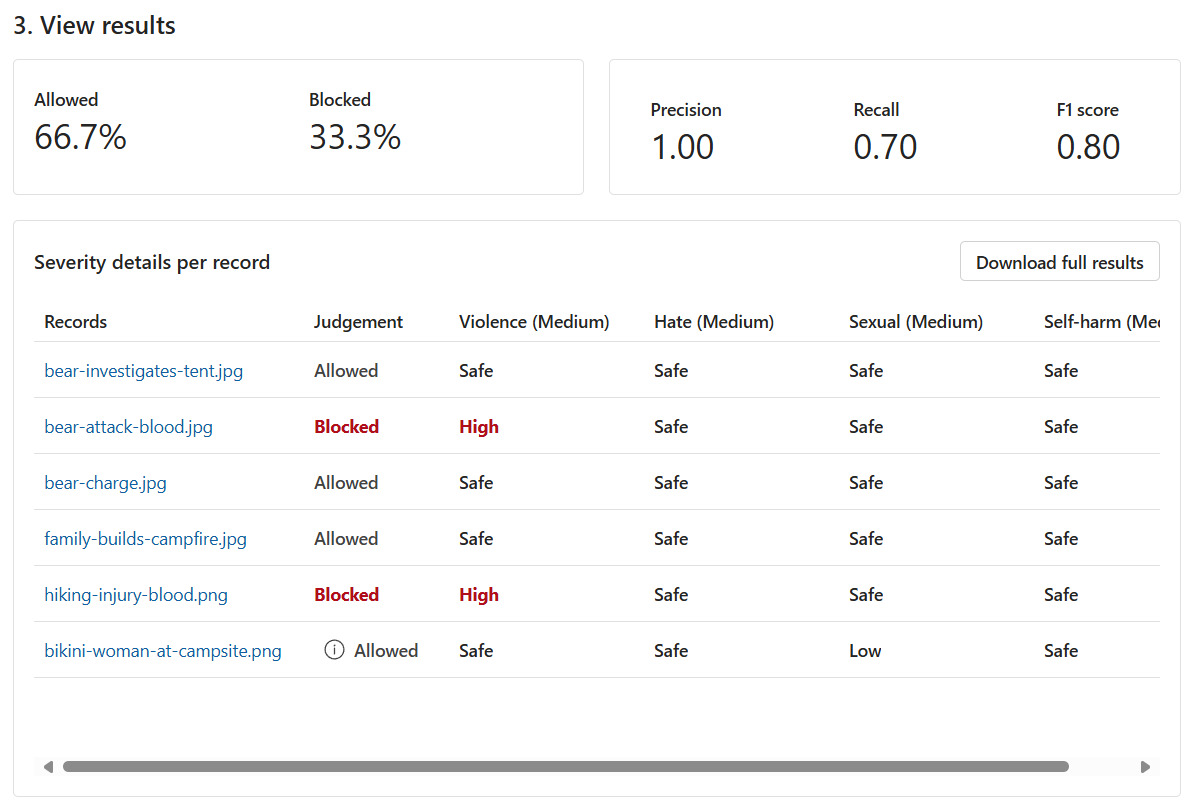 3. View results
Allowed Blocked
66.7% 33.3%
Precision Recall F1 score
1.00 0.70 0.80
Severity details per record Download full results
Records Judgement Violence (Medium) Hate (Medium) Sexual (Medium) Self-harm (Med
bear-investigates-tent.jpg Allowed Safe Safe Safe Safe
bear-attack-blood.jpg Blocked High Safe Safe Safe
bear-charge.jpg Allowed Safe Safe Safe Safe
family-builds-campfire.jpg Allowed Safe Safe Safe Safe
hiking-injury-blood.png Blocked High Safe Safe Safe
bikini-woman-at-campsite.png Allowed Safe Safe Low Safe